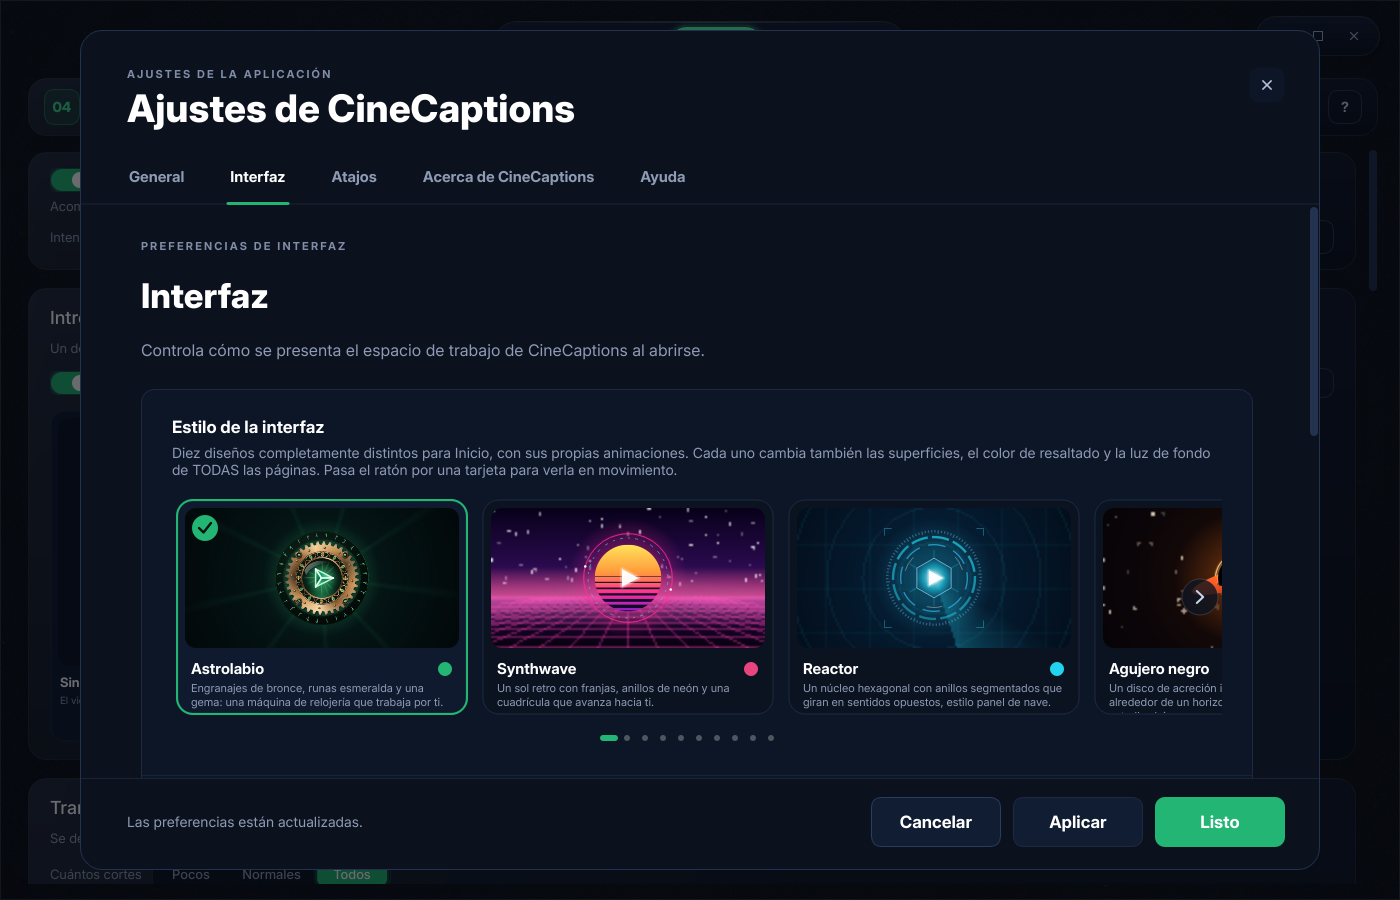 AJUSTES DE LA APLICACIÓN
Ajustes de CineCaptions
04
?
General
Interfaz
Atajos
Acerca de CineCaptions
Ayuda
PREFERENCIAS DE INTERFAZ
Interfaz
Controla cómo se presenta el espacio de trabajo de CineCaptions al abrirse.
Estilo de la interfaz
Diez diseños completamente distintos para Inicio, con sus propias animaciones. Cada uno cambia también las superficies, el color de resaltado y la luz de fondo
de TODAS las páginas. Pasa el ratón por una tarjeta para verla en movimiento.
Astrolabio
Engranajes de bronce, runas esmeralda y una
gema: una máquina de relojería que trabaja por ti.
Synthwave
Un sol retro con franjas, anillos de neón y una
cuadrícula que avanza hacia ti.
Reactor
Un núcleo hexagonal con anillos segmentados que
giran en sentidos opuestos, estilo panel de nave.
Agujero negro
Un disco de acreción
alrededor de un
Las preferencias están actualizadas.
Cancelar
Aplicar
Listo
Un
Sin
El
Se
Cuántos cortes
Pocos
Normales
Todos